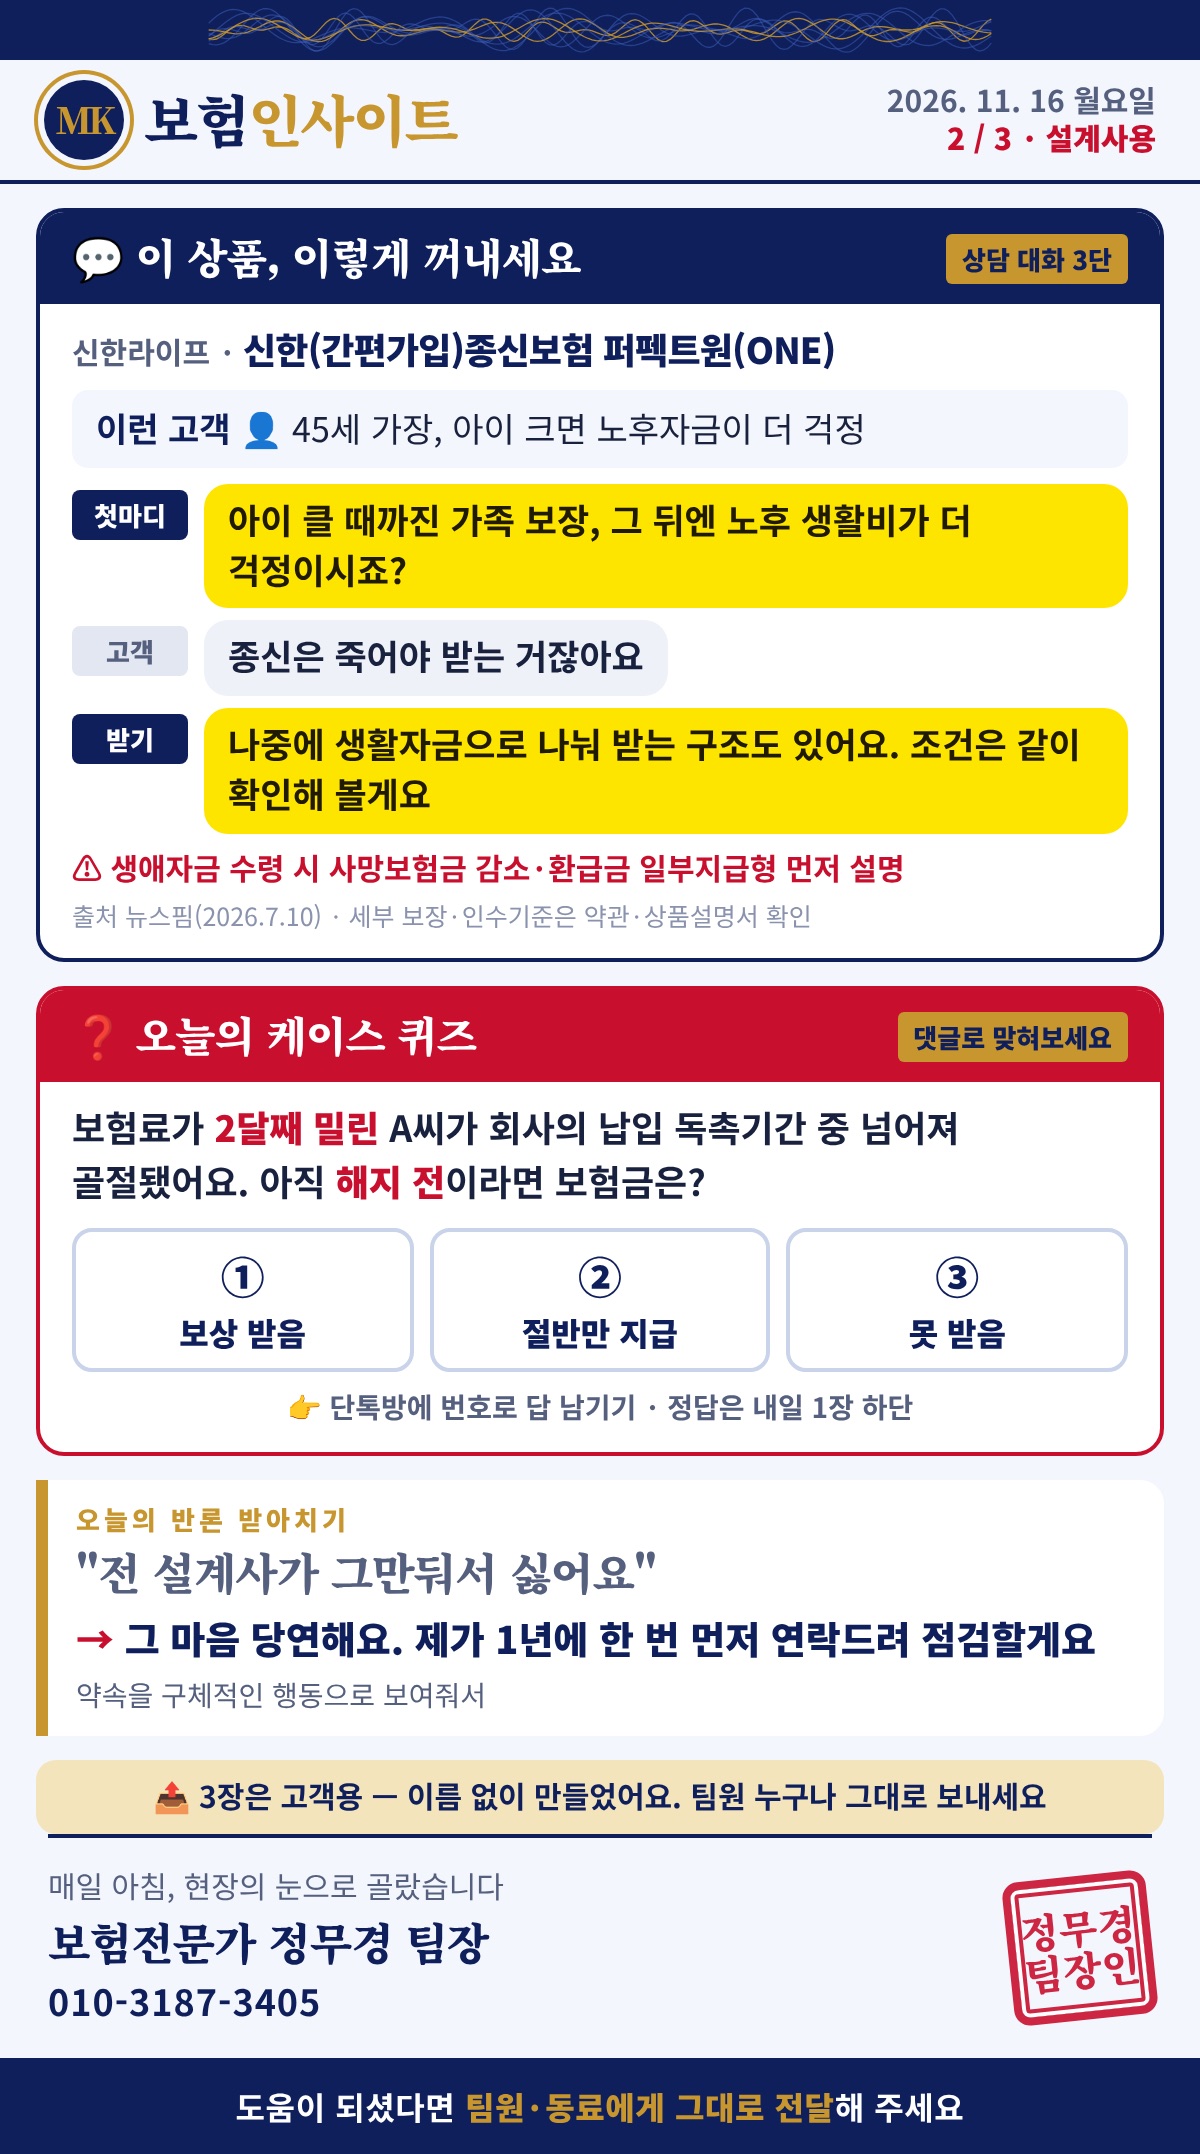 MK 보험인사이트
2026. 11. 16 월요일
2 / 3 · 설계사용
💬 이 상품, 이렇게 꺼내세요
상담 대화 3단
신한라이프 · 신한(간편가입)종신보험 퍼펙트원(ONE)
이런 고객 👤 45세 가장, 아이 크면 노후자금이 더 걱정
첫마디
아이 클 때까진 가족 보장, 그 뒤엔 노후 생활비가 더
걱정이시죠?
고객
종신은 죽어야 받는 거잖아요
받기
나중에 생활자금으로 나눠 받는 구조도 있어요. 조건은 같이
확인해 볼게요
⚠ 생애자금 수령 시 사망보험금 감소·환급금 일부지급형 먼저 설명
출처 뉴스핌(2026.7.10) · 세부 보장·인수기준은 약관·상품설명서 확인
❓ 오늘의 케이스 퀴즈
댓글로 맞혀보세요
보험료가 2달째 밀린 A씨가 회사의 납입 독촉기간 중 넘어져
골절됐어요. 아직 해지 전이라면 보험금은?
①
보상 받음
②
절반만 지급
③
못 받음
👉 단톡방에 번호로 답 남기기 · 정답은 내일 1장 하단
오늘의 반론 받아치기
"전 설계사가 그만둬서 싫어요"
→ 그 마음 당연해요. 제가 1년에 한 번 먼저 연락드려 점검할게요
약속을 구체적인 행동으로 보여줘서
📤 3장은 고객용 — 이름 없이 만들었어요. 팀원 누구나 그대로 보내세요
매일 아침, 현장의 눈으로 골랐습니다
보험전문가 정무경 팀장
010-3187-3405
정무경
팀장인
도움이 되셨다면 팀원·동료에게 그대로 전달해 주세요